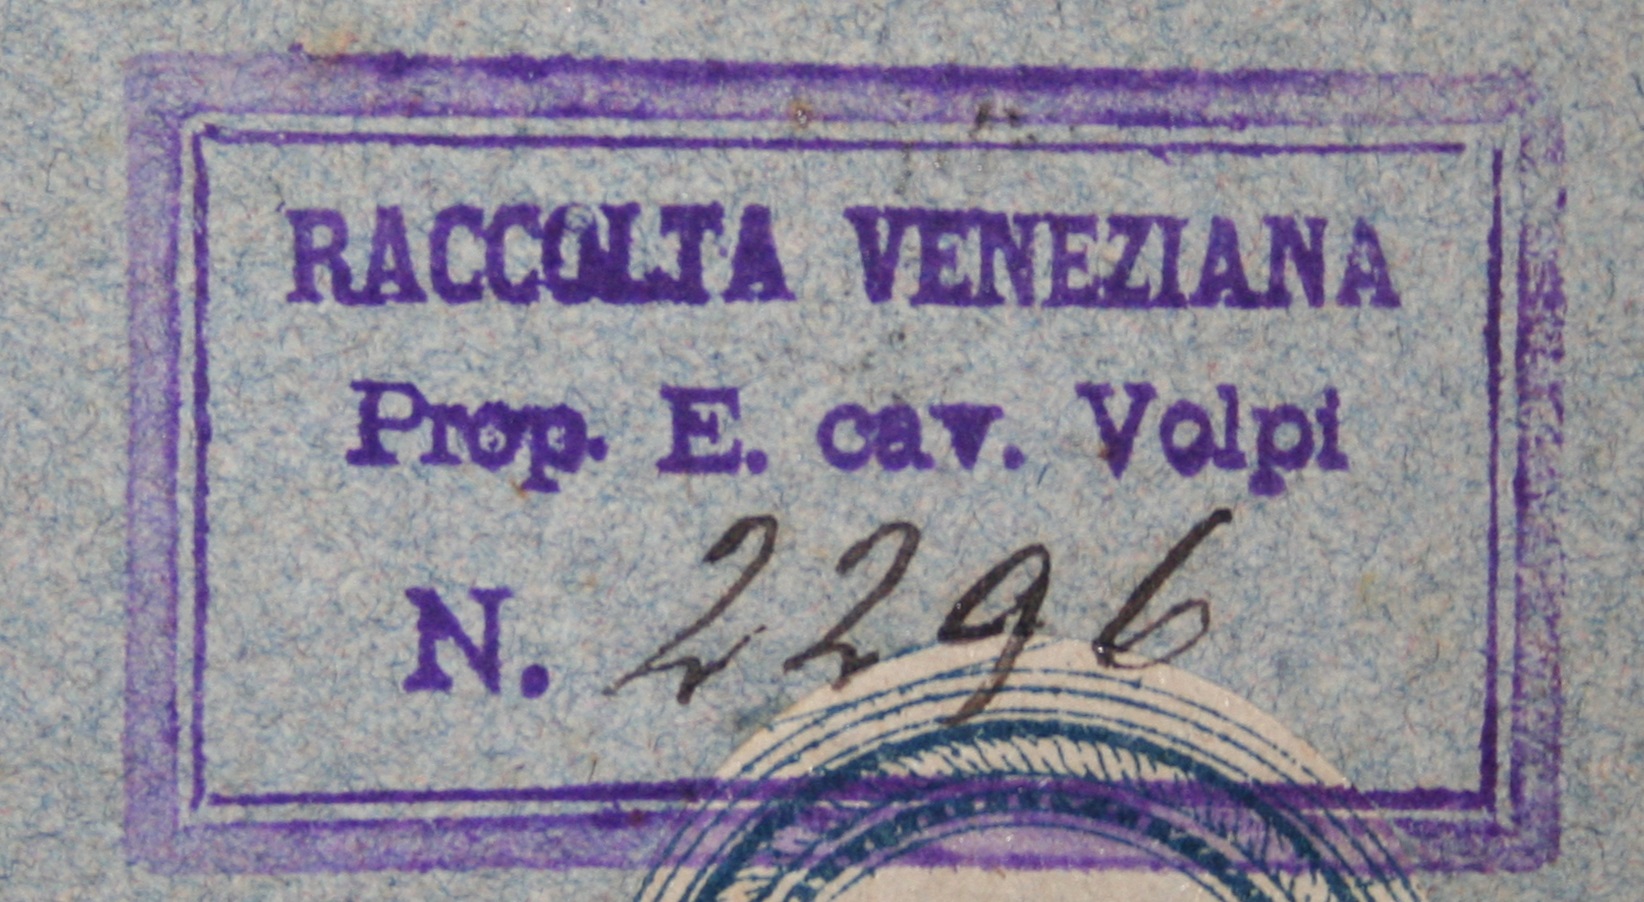 RACCOLTA VENEZIANA
Prop. E. cav. Volpi
N. 2296